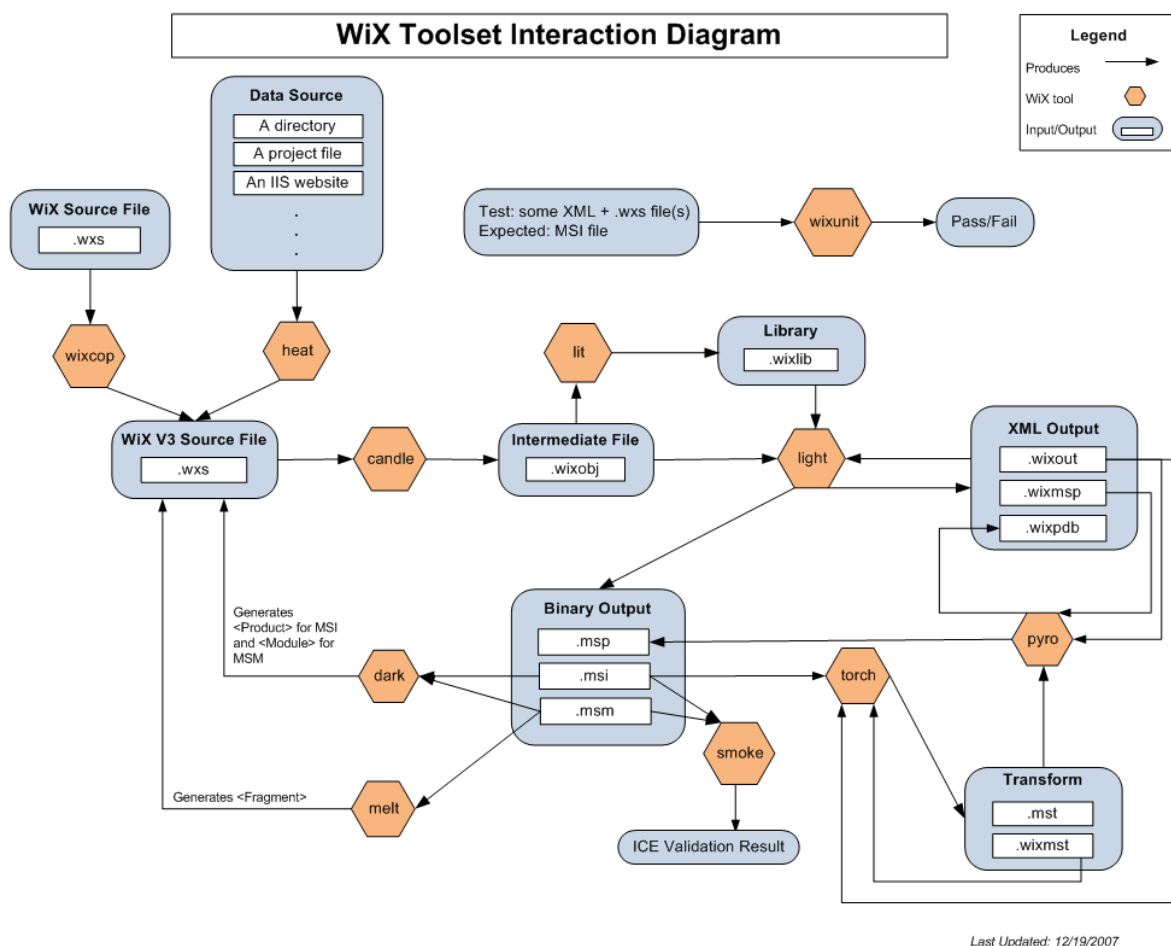 WiX Toolset Interaction Diagram
Legend
Produces
WiX tool
Input/Output
Data Source
A directory
A project file
An IIS website
.
.
.
WiX Source File
.wxs
Test: some XML + .wxs file(s)
Expected: MSI file
wixunit
Pass/Fail
wixcop
heat
lit
Library
.wixlib
WiX V3 Source File
.wxs
candle
Intermediate File
.wixobj
light
XML Output
.wixout
.wixmsp
.wixpdb
Generates
<Product> for MSI
and <Module> for
MSM
Binary Output
.msp
.msi
.msm
dark
torch
pyro
smoke
Generates <Fragment>
melt
Transform
.mst
.wixmst
ICE Validation Result
Last Updated: 12/19/2007